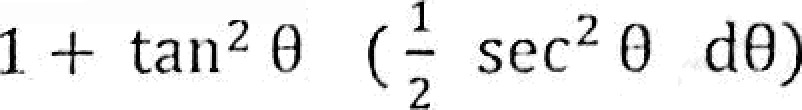 1 + tan² θ ( 1/2 sec² θ dθ)